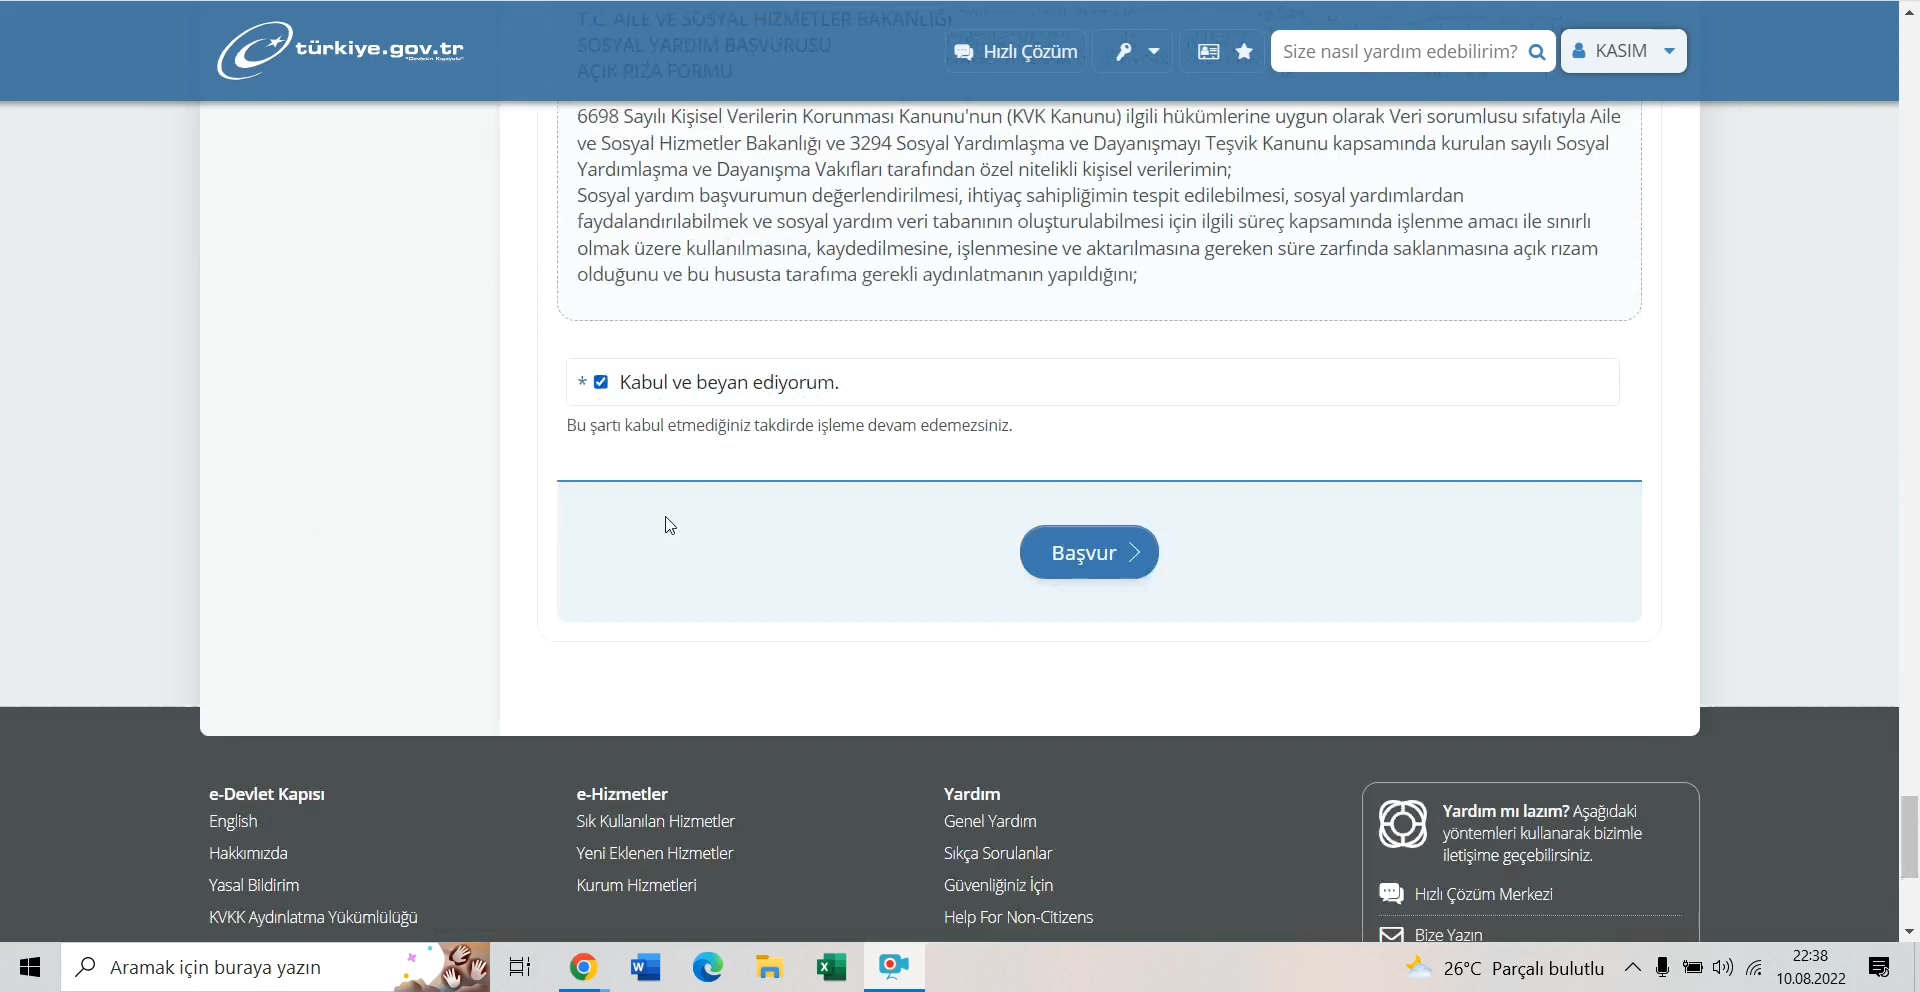 T.C. AİLE VE SOSYAL HİZMETLER BAKANLIĞI
SOSYAL YARDIM BAŞVURUSU
AÇIK RIZA FORMU
türkiye.gov.tr
"Devletin Kısayolu"
Hızlı Çözüm
Size nasıl yardım edebilirim?
KASIM
6698 Sayılı Kişisel Verilerin Korunması Kanunu'nun (KVK Kanunu) ilgili hükümlerine uygun olarak Veri sorumlusu sıfatıyla Aile
ve Sosyal Hizmetler Bakanlığı ve 3294 Sosyal Yardımlaşma ve Dayanışmayı Teşvik Kanunu kapsamında kurulan sayılı Sosyal
Yardımlaşma ve Dayanışma Vakıfları tarafından özel nitelikli kişisel verilerimin;
Sosyal yardım başvurumun değerlendirilmesi, ihtiyaç sahipliğimin tespit edilebilmesi, sosyal yardımlardan
faydalandırılabilmek ve sosyal yardım veri tabanının oluşturulabilmesi için ilgili süreç kapsamında işlenme amacı ile sınırlı
olmak üzere kullanılmasına, kaydedilmesine, işlenmesine ve aktarılmasına gereken süre zarfında saklanmasına açık rızam
olduğunu ve bu hususta tarafıma gerekli aydınlatmanın yapıldığını;
* Kabul ve beyan ediyorum.
Bu şartı kabul etmediğiniz takdirde işleme devam edemezsiniz.
Başvur
e-Devlet Kapısı
English
Hakkımızda
Yasal Bildirim
KVKK Aydınlatma Yükümlülüğü
e-Hizmetler
Sık Kullanılan Hizmetler
Yeni Eklenen Hizmetler
Kurum Hizmetleri
Yardım
Genel Yardım
Sıkça Sorulanlar
Güvenliğiniz İçin
Help For Non-Citizens
Yardım mı lazım? Aşağıdaki
yöntemleri kullanarak bizimle
iletişime geçebilirsiniz.
Hızlı Çözüm Merkezi
Bize Yazın
Aramak için buraya yazın
26°C Parçalı bulutlu
22:38
10.08.2022